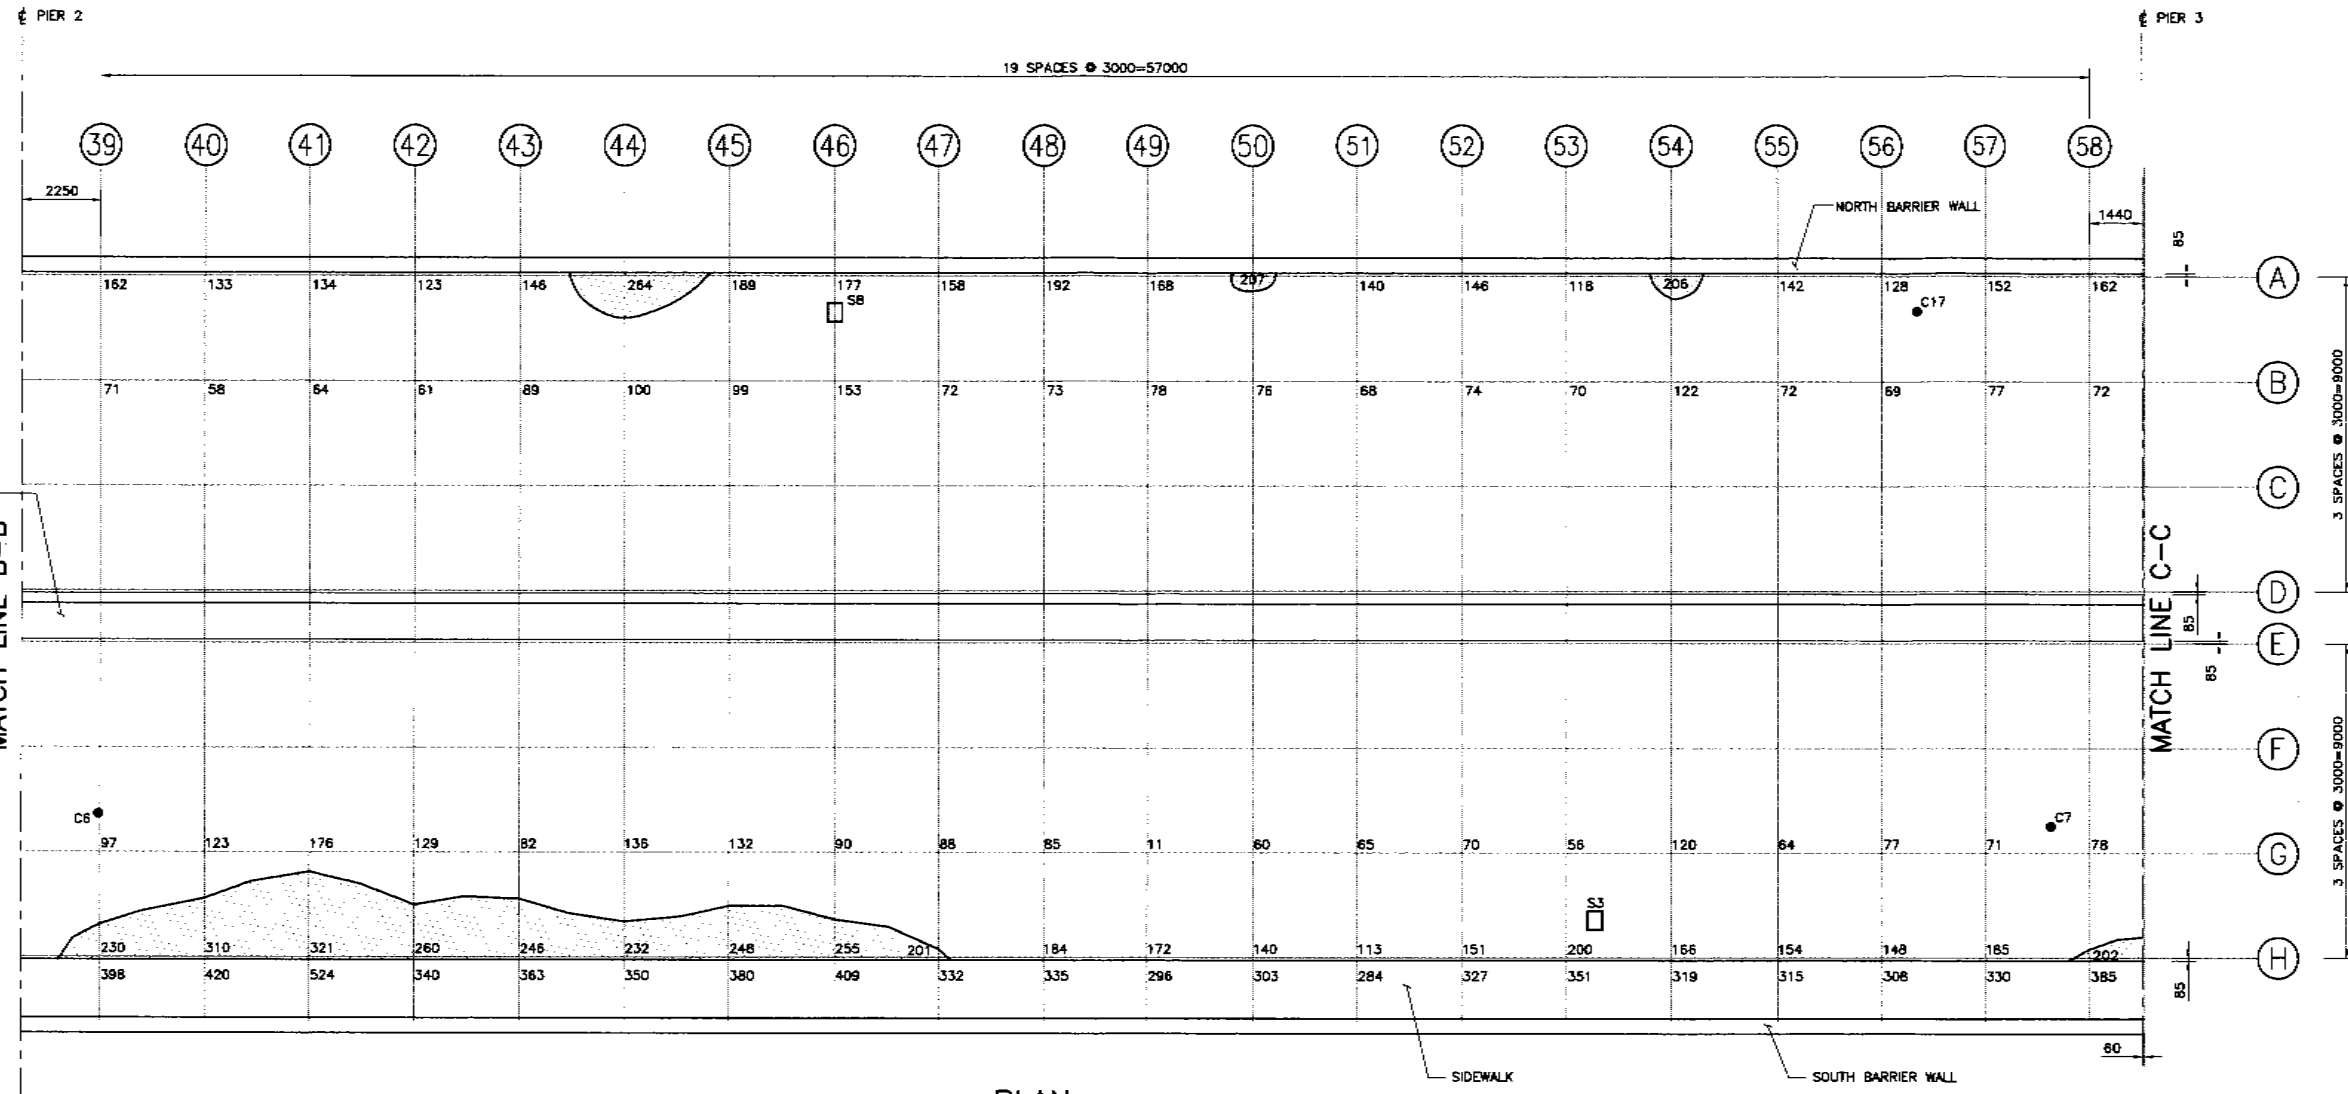 ℄ PIER 2
℄ PIER 3
19 SPACES @ 3000=57000
39 40 41 42 43 44 45 46 47 48 49 50 51 52 53 54 55 56 57 58
2250
NORTH BARRIER WALL
1440
85
A
162 133 134 123 146 264 189 177 158 192 168 207 140 146 118 206 142 128 152 162
S8
C17
B
71 58 64 61 89 100 99 153 72 73 78 76 68 74 70 122 72 69 77 72
3 SPACES @ 3000=9000
C
MATCH LINE B-B
MATCH LINE C-C
D
85
E
85
F
C6
C7
97 123 176 129 82 136 132 90 88 85 11 60 65 70 56 120 64 77 71 78
G
3 SPACES @ 3000=9000
S3
230 310 321 260 246 232 248 255 201 184 172 140 113 151 200 166 154 148 185 202
H
398 420 524 340 363 350 380 409 332 335 296 303 284 327 351 319 315 308 330 385
85
60
SIDEWALK
SOUTH BARRIER WALL
PLAN